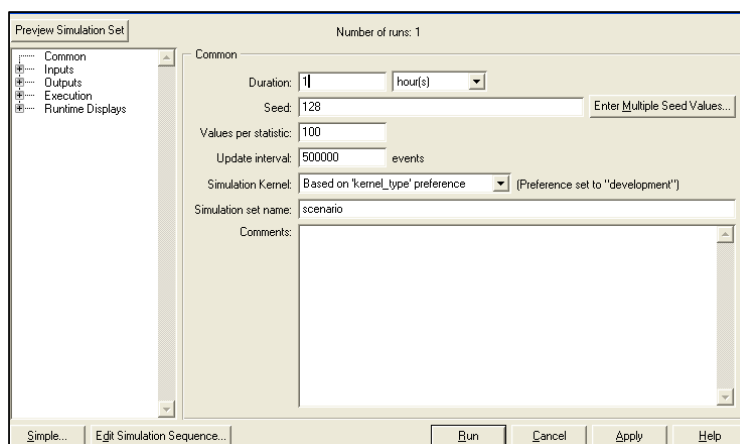 Preview Simulation Set
Number of runs: 1
Common
Inputs
Outputs
Execution
Runtime Displays
Common
Duration: 1 hour(s)
Seed: 128 Enter Multiple Seed Values...
Values per statistic: 100
Update interval: 500000 events
Simulation Kernel: Based on 'kernel_type' preference (Preference set to "development")
Simulation set name: scenario
Comments:
Simple... Edit Simulation Sequence... Run Cancel Apply Help